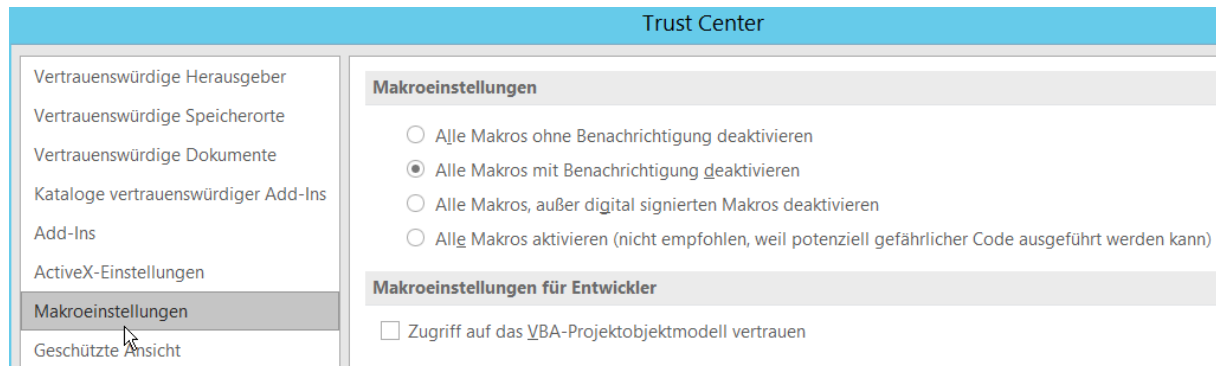 Trust Center
Vertrauenswürdige Herausgeber
Vertrauenswürdige Speicherorte
Vertrauenswürdige Dokumente
Kataloge vertrauenswürdiger Add-Ins
Add-Ins
ActiveX-Einstellungen
Makroeinstellungen
Geschützte Ansicht
Makroeinstellungen
Alle Makros ohne Benachrichtigung deaktivieren
Alle Makros mit Benachrichtigung deaktivieren
Alle Makros, außer digital signierten Makros deaktivieren
Alle Makros aktivieren (nicht empfohlen, weil potenziell gefährlicher Code ausgeführt werden kann)
Makroeinstellungen für Entwickler
Zugriff auf das VBA-Projektobjektmodell vertrauen